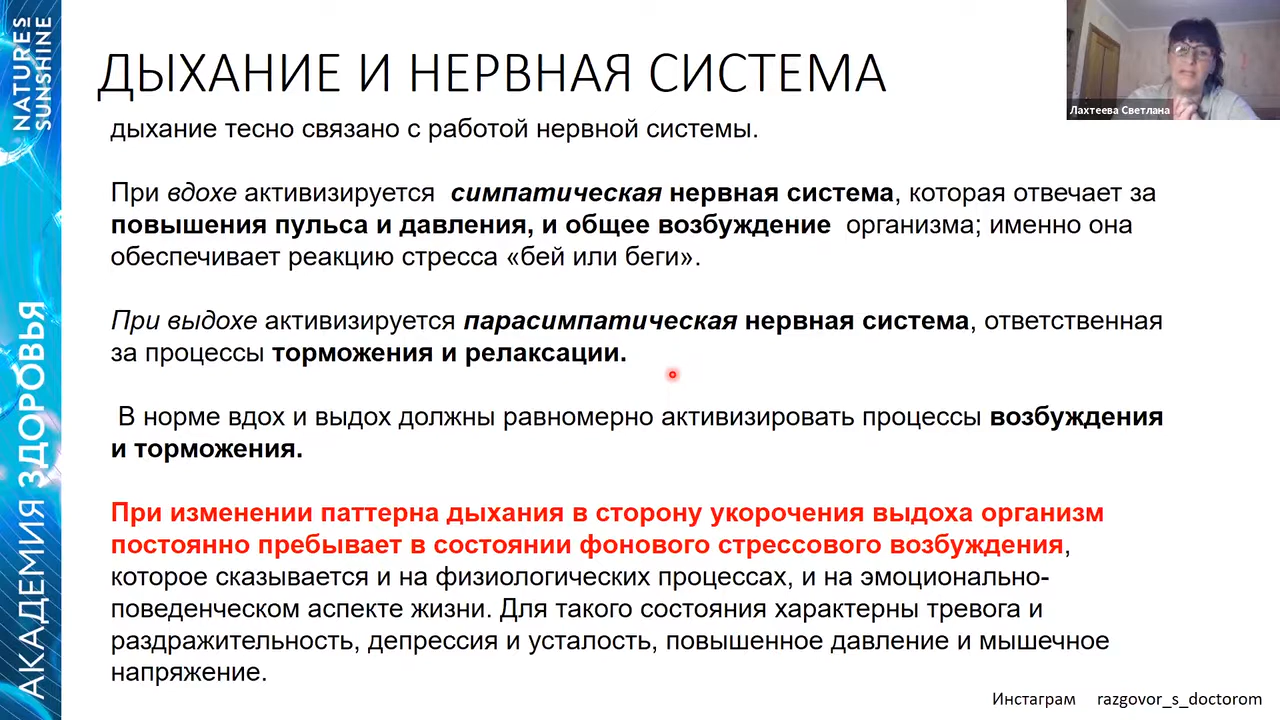 NATURE'S
SUNSHINE
АКАДЕМИЯ ЗДОРОВЬЯ
ДЫХАНИЕ И НЕРВНАЯ СИСТЕМА
Лахтеева Светлана
дыхание тесно связано с работой нервной системы.
При вдохе активизируется симпатическая нервная система, которая отвечает за
повышения пульса и давления, и общее возбуждение организма; именно она
обеспечивает реакцию стресса «бей или беги».
При выдохе активизируется парасимпатическая нервная система, ответственная
за процессы торможения и релаксации.
В норме вдох и выдох должны равномерно активизировать процессы возбуждения
и торможения.
При изменении паттерна дыхания в сторону укорочения выдоха организм
постоянно пребывает в состоянии фонового стрессового возбуждения,
которое сказывается и на физиологических процессах, и на эмоционально-
поведенческом аспекте жизни. Для такого состояния характерны тревога и
раздражительность, депрессия и усталость, повышенное давление и мышечное
напряжение.
Инстаграм razgovor_s_doctorom